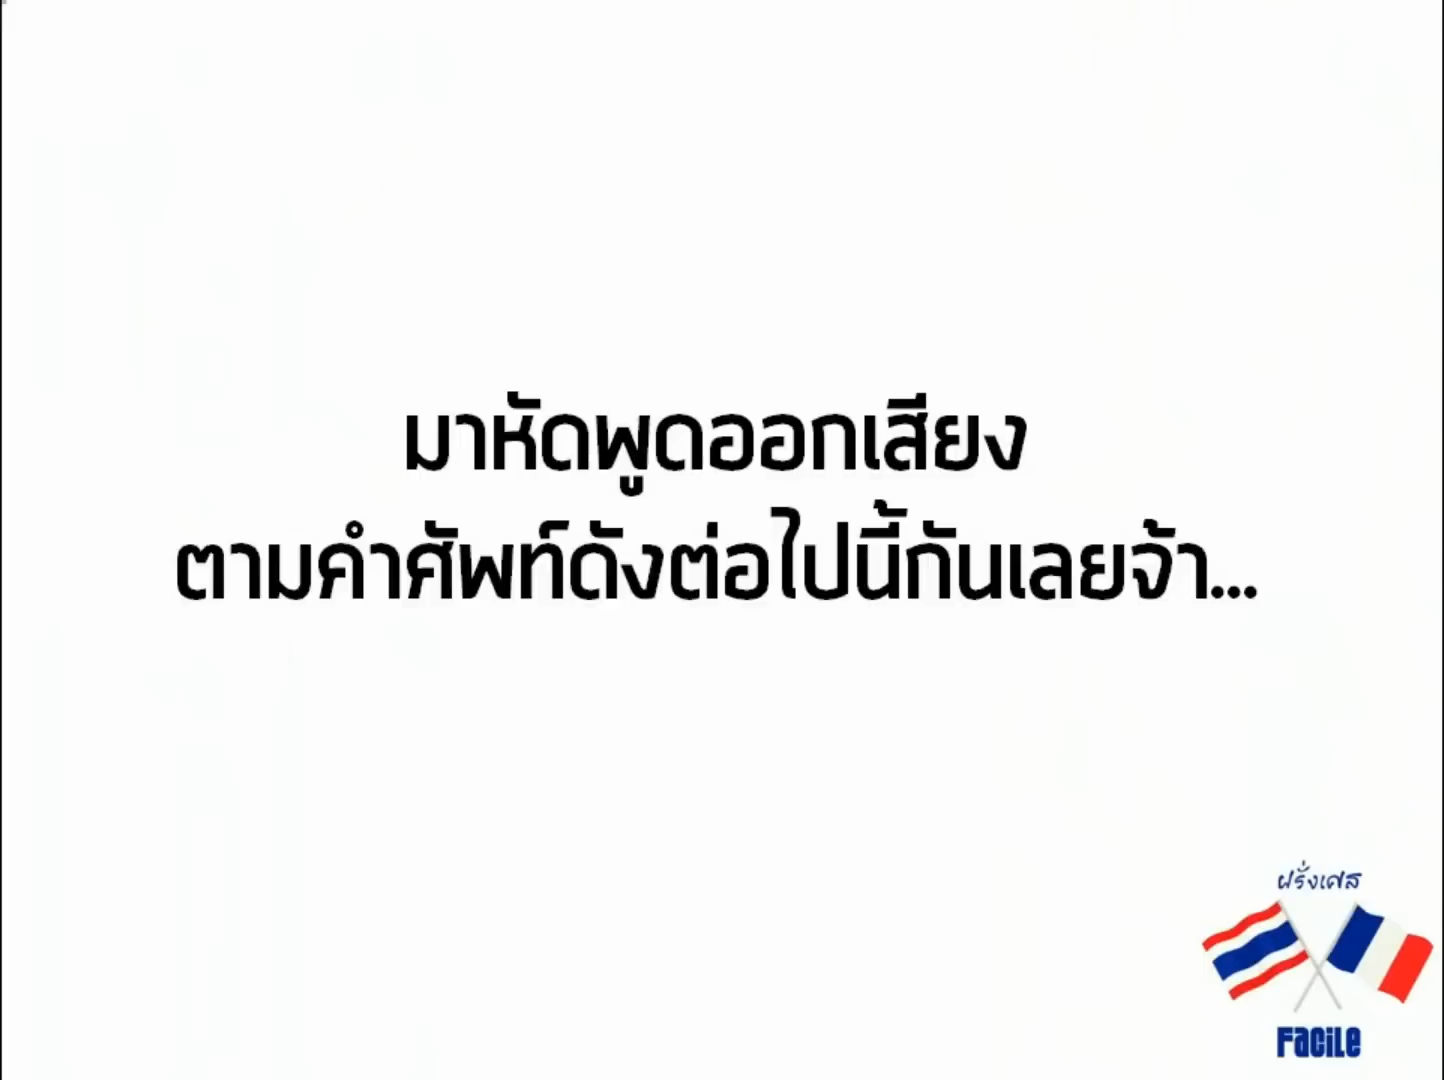 มาหัดพูดออกเสียง
ตามคำศัพท์ดังต่อไปนี้กันเลยจ้า...
ฝรั่งเศส
FaciLe